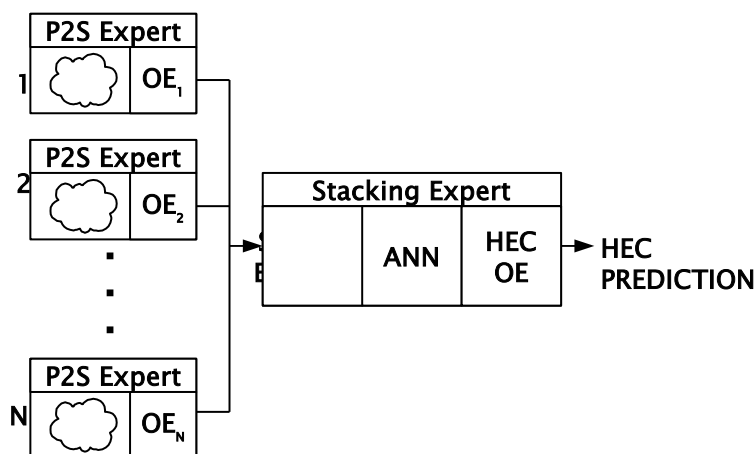 P2S Expert
1
OE1
P2S Expert
2
OE2
Stacking Expert
ANN
HEC
OE
HEC
PREDICTION
P2S Expert
N
OEN